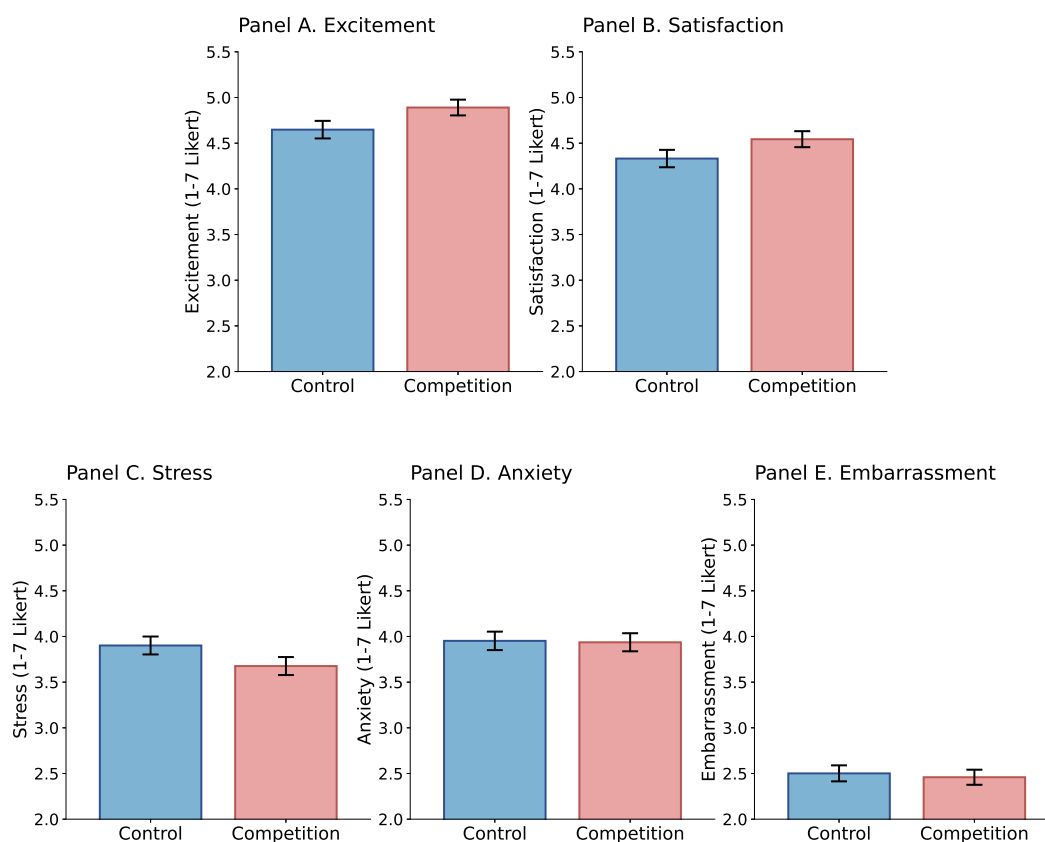 Panel A. Excitement
Excitement (1-7 Likert)
5.5
5.0
4.5
4.0
3.5
3.0
2.5
2.0
Control
Competition
Panel B. Satisfaction
Satisfaction (1-7 Likert)
5.5
5.0
4.5
4.0
3.5
3.0
2.5
2.0
Control
Competition
Panel C. Stress
Stress (1-7 Likert)
5.5
5.0
4.5
4.0
3.5
3.0
2.5
2.0
Control
Competition
Panel D. Anxiety
Anxiety (1-7 Likert)
5.5
5.0
4.5
4.0
3.5
3.0
2.5
2.0
Control
Competition
Panel E. Embarrassment
Embarrassment (1-7 Likert)
5.5
5.0
4.5
4.0
3.5
3.0
2.5
2.0
Control
Competition